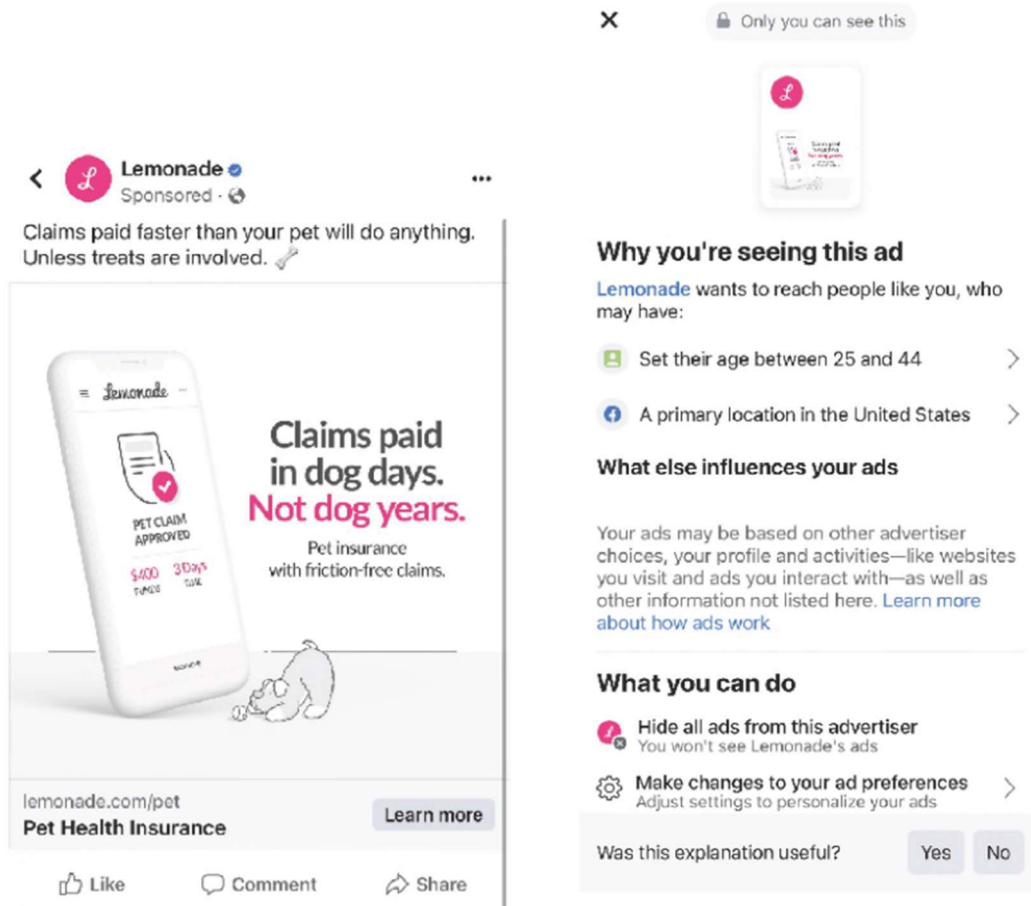 Lemonade
Sponsored ·
Claims paid faster than your pet will do anything.
Unless treats are involved.
Lemonade
PET CLAIM
APPROVED
$400 3 Days
Claims paid
in dog days.
Not dog years.
Pet insurance
with friction-free claims.
lemonade.com/pet
Pet Health Insurance
Learn more
Like Comment Share
Only you can see this
Why you're seeing this ad
Lemonade wants to reach people like you, who
may have:
Set their age between 25 and 44
A primary location in the United States
What else influences your ads
Your ads may be based on other advertiser
choices, your profile and activities—like websites
you visit and ads you interact with—as well as
other information not listed here. Learn more
about how ads work
What you can do
Hide all ads from this advertiser
You won't see Lemonade's ads
Make changes to your ad preferences
Adjust settings to personalize your ads
Was this explanation useful? Yes No